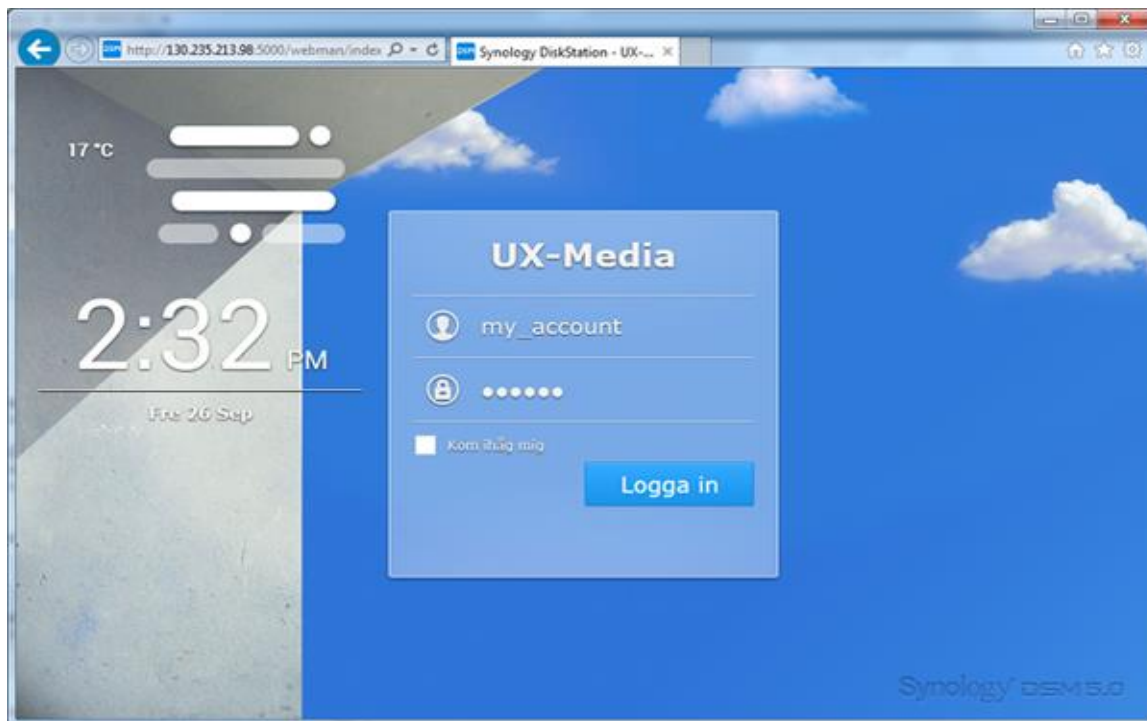 http://130.235.213.98:5000/webman/index
Synology DiskStation - UX-...
17 °C
2:32 PM
Fre 26 Sep
UX-Media
my_account
Kom ihåg mig
Logga in
Synology DSM 5.0